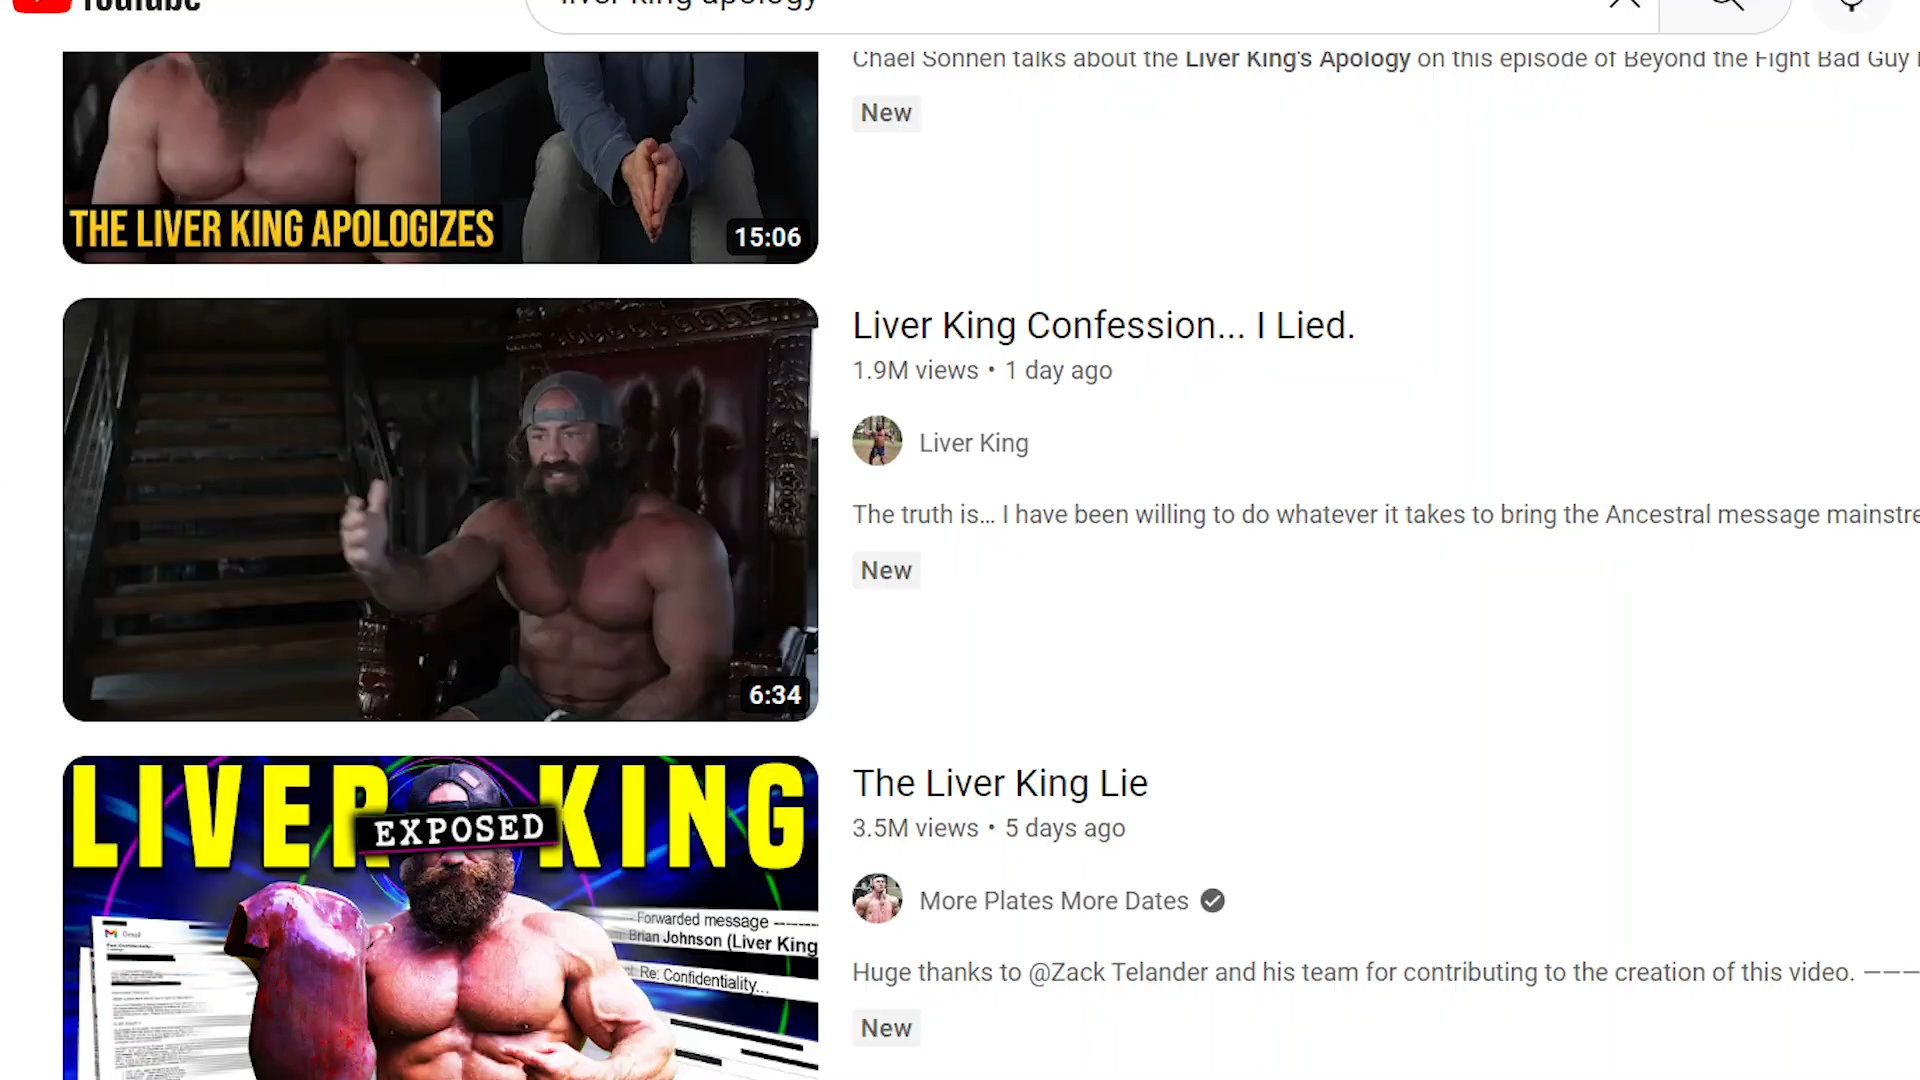 YouTube
liver king apology
Chael Sonnen talks about the Liver King's Apology on this episode of Beyond the Fight Bad Guy
New
THE LIVER KING APOLOGIZES
15:06
Liver King Confession... I Lied.
1.9M views • 1 day ago
Liver King
The truth is... I have been willing to do whatever it takes to bring the Ancestral message mainstre
New
6:34
LIVER KING
EXPOSED
The Liver King Lie
3.5M views • 5 days ago
More Plates More Dates
Gmail
Forwarded message -----
Brian Johnson (Liver King
Re: Confidentiality...
Huge thanks to @Zack Telander and his team for contributing to the creation of this video. ———
New